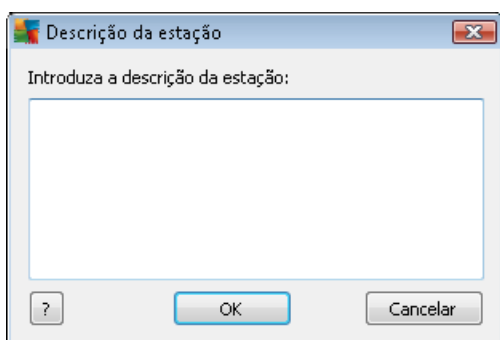 Descrição da estação
Introduza a descrição da estação:
?
OK
Cancelar